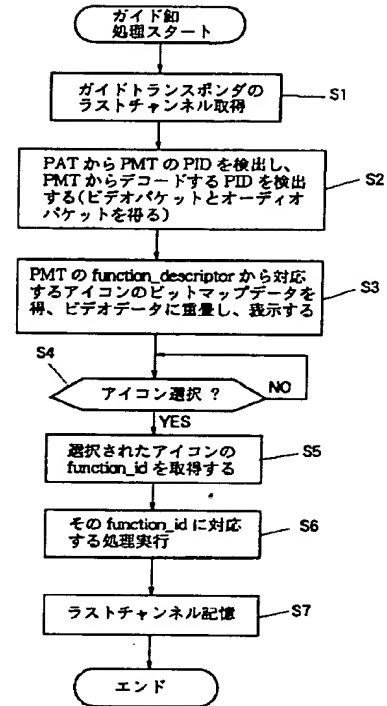 ガイド釦
処理スタート
ガイドトランスポンダの
ラストチャンネル取得
S1
PAT から PMT の PID を検出し、
PMT からデコードする PID を検出
する(ビデオパケットとオーディオ
パケットを得る)
S2
PMT の function_descriptor から対応
するアイコンのビットマップデータを
得、ビデオデータに重畳し、表示する
S3
S4
アイコン選択 ?
NO
YES
選択されたアイコンの
function_id を取得する
S5
その function_id に対応
する処理実行
S6
ラストチャンネル記憶
S7
エンド